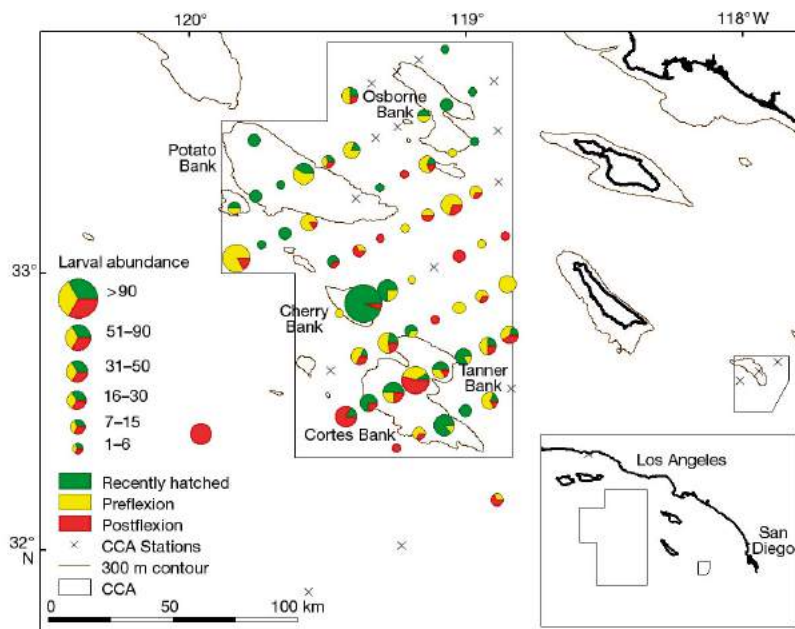 120°
119°
118°W
Osborne
Bank
Potato
Bank
33°
Larval abundance
>90
51–90
31–50
16–30
7–15
1–6
Cherry
Bank
Tanner
Bank
Cortes Bank
Recently hatched
Preflexion
Postflexion
CCA Stations
300 m contour
CCA
32°
N
0 25 50 100 km
Los Angeles
San
Diego